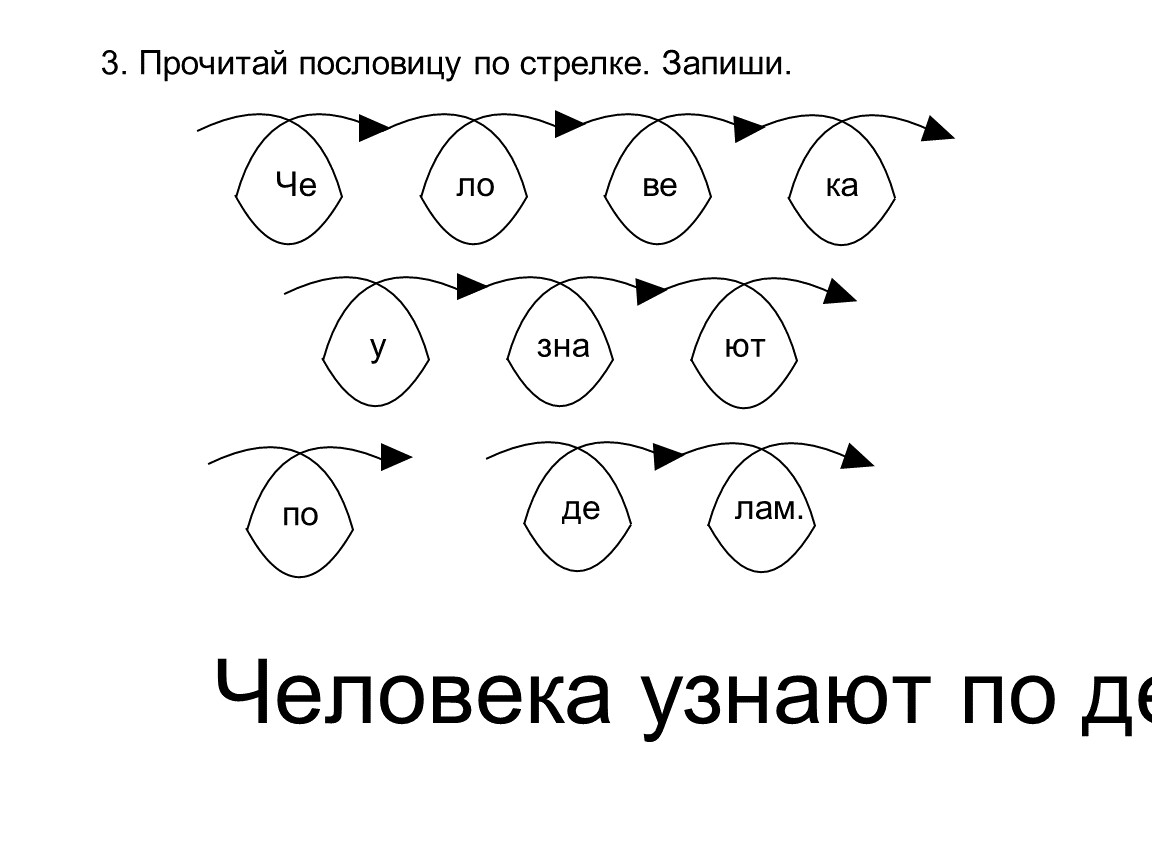 3. Прочитай пословицу по стрелке. Запиши.
Че ло ве ка
у зна ют
по де лам.
Человека узнают по де